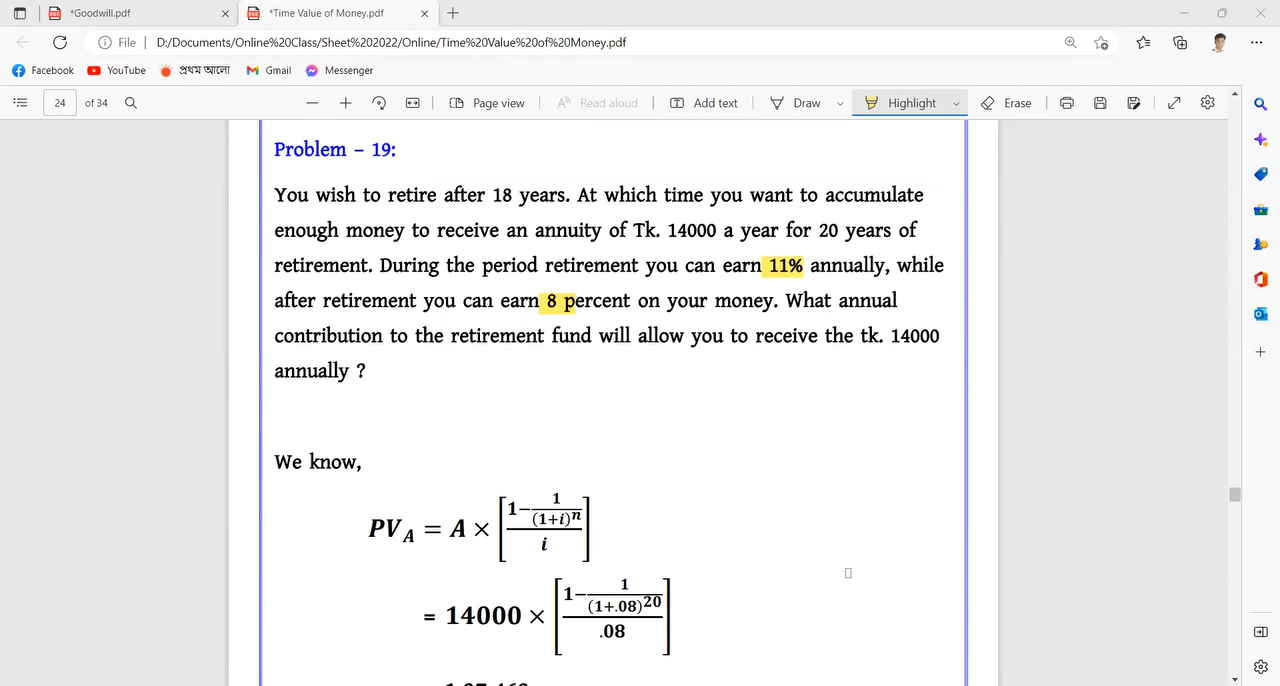 *Goodwill.pdf
*Time Value of Money.pdf
File D:/Documents/Online%20Class/Sheet%202022/Online/Time%20Value%20of%20Money.pdf
Facebook YouTube প্রথম আলো Gmail Messenger
24 of 34 Page view Read aloud Add text Draw Highlight Erase
Problem – 19:
You wish to retire after 18 years. At which time you want to accumulate
enough money to receive an annuity of Tk. 14000 a year for 20 years of
retirement. During the period retirement you can earn 11% annually, while
after retirement you can earn 8 percent on your money. What annual
contribution to the retirement fund will allow you to receive the tk. 14000
annually ?
We know,
PV_A = A × [(1 − 1/(1+i)^n)/i]
= 14000 × [(1 − 1/(1+.08)^20)/.08]